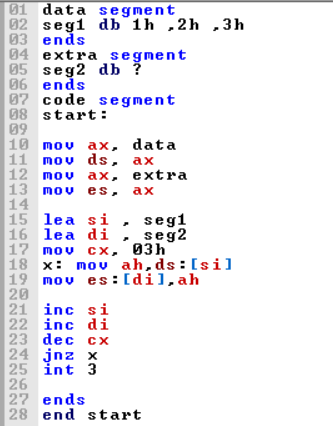 01 data segment
02 seg1 db 1h ,2h ,3h
03 ends
04 extra segment
05 seg2 db ?
06 ends
07 code segment
08 start:
09
10 mov ax, data
11 mov ds, ax
12 mov ax, extra
13 mov es, ax
14
15 lea si , seg1
16 lea di , seg2
17 mov cx, 03h
18 x: mov ah,ds:[si]
19 mov es:[di],ah
20
21 inc si
22 inc di
23 dec cx
24 jnz x
25 int 3
26
27 ends
28 end start